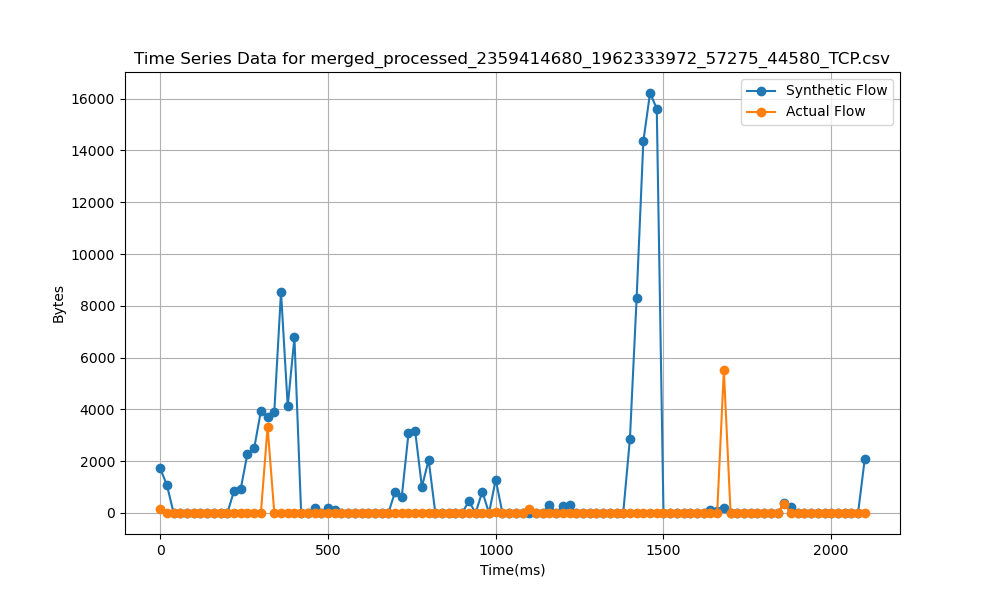 Time Series Data for merged_processed_2359414680_1962333972_57275_44580_TCP.csv
Synthetic Flow
Actual Flow
16000
14000
12000
10000
8000
6000
4000
2000
0
Bytes
0 500 1000 1500 2000
Time(ms)